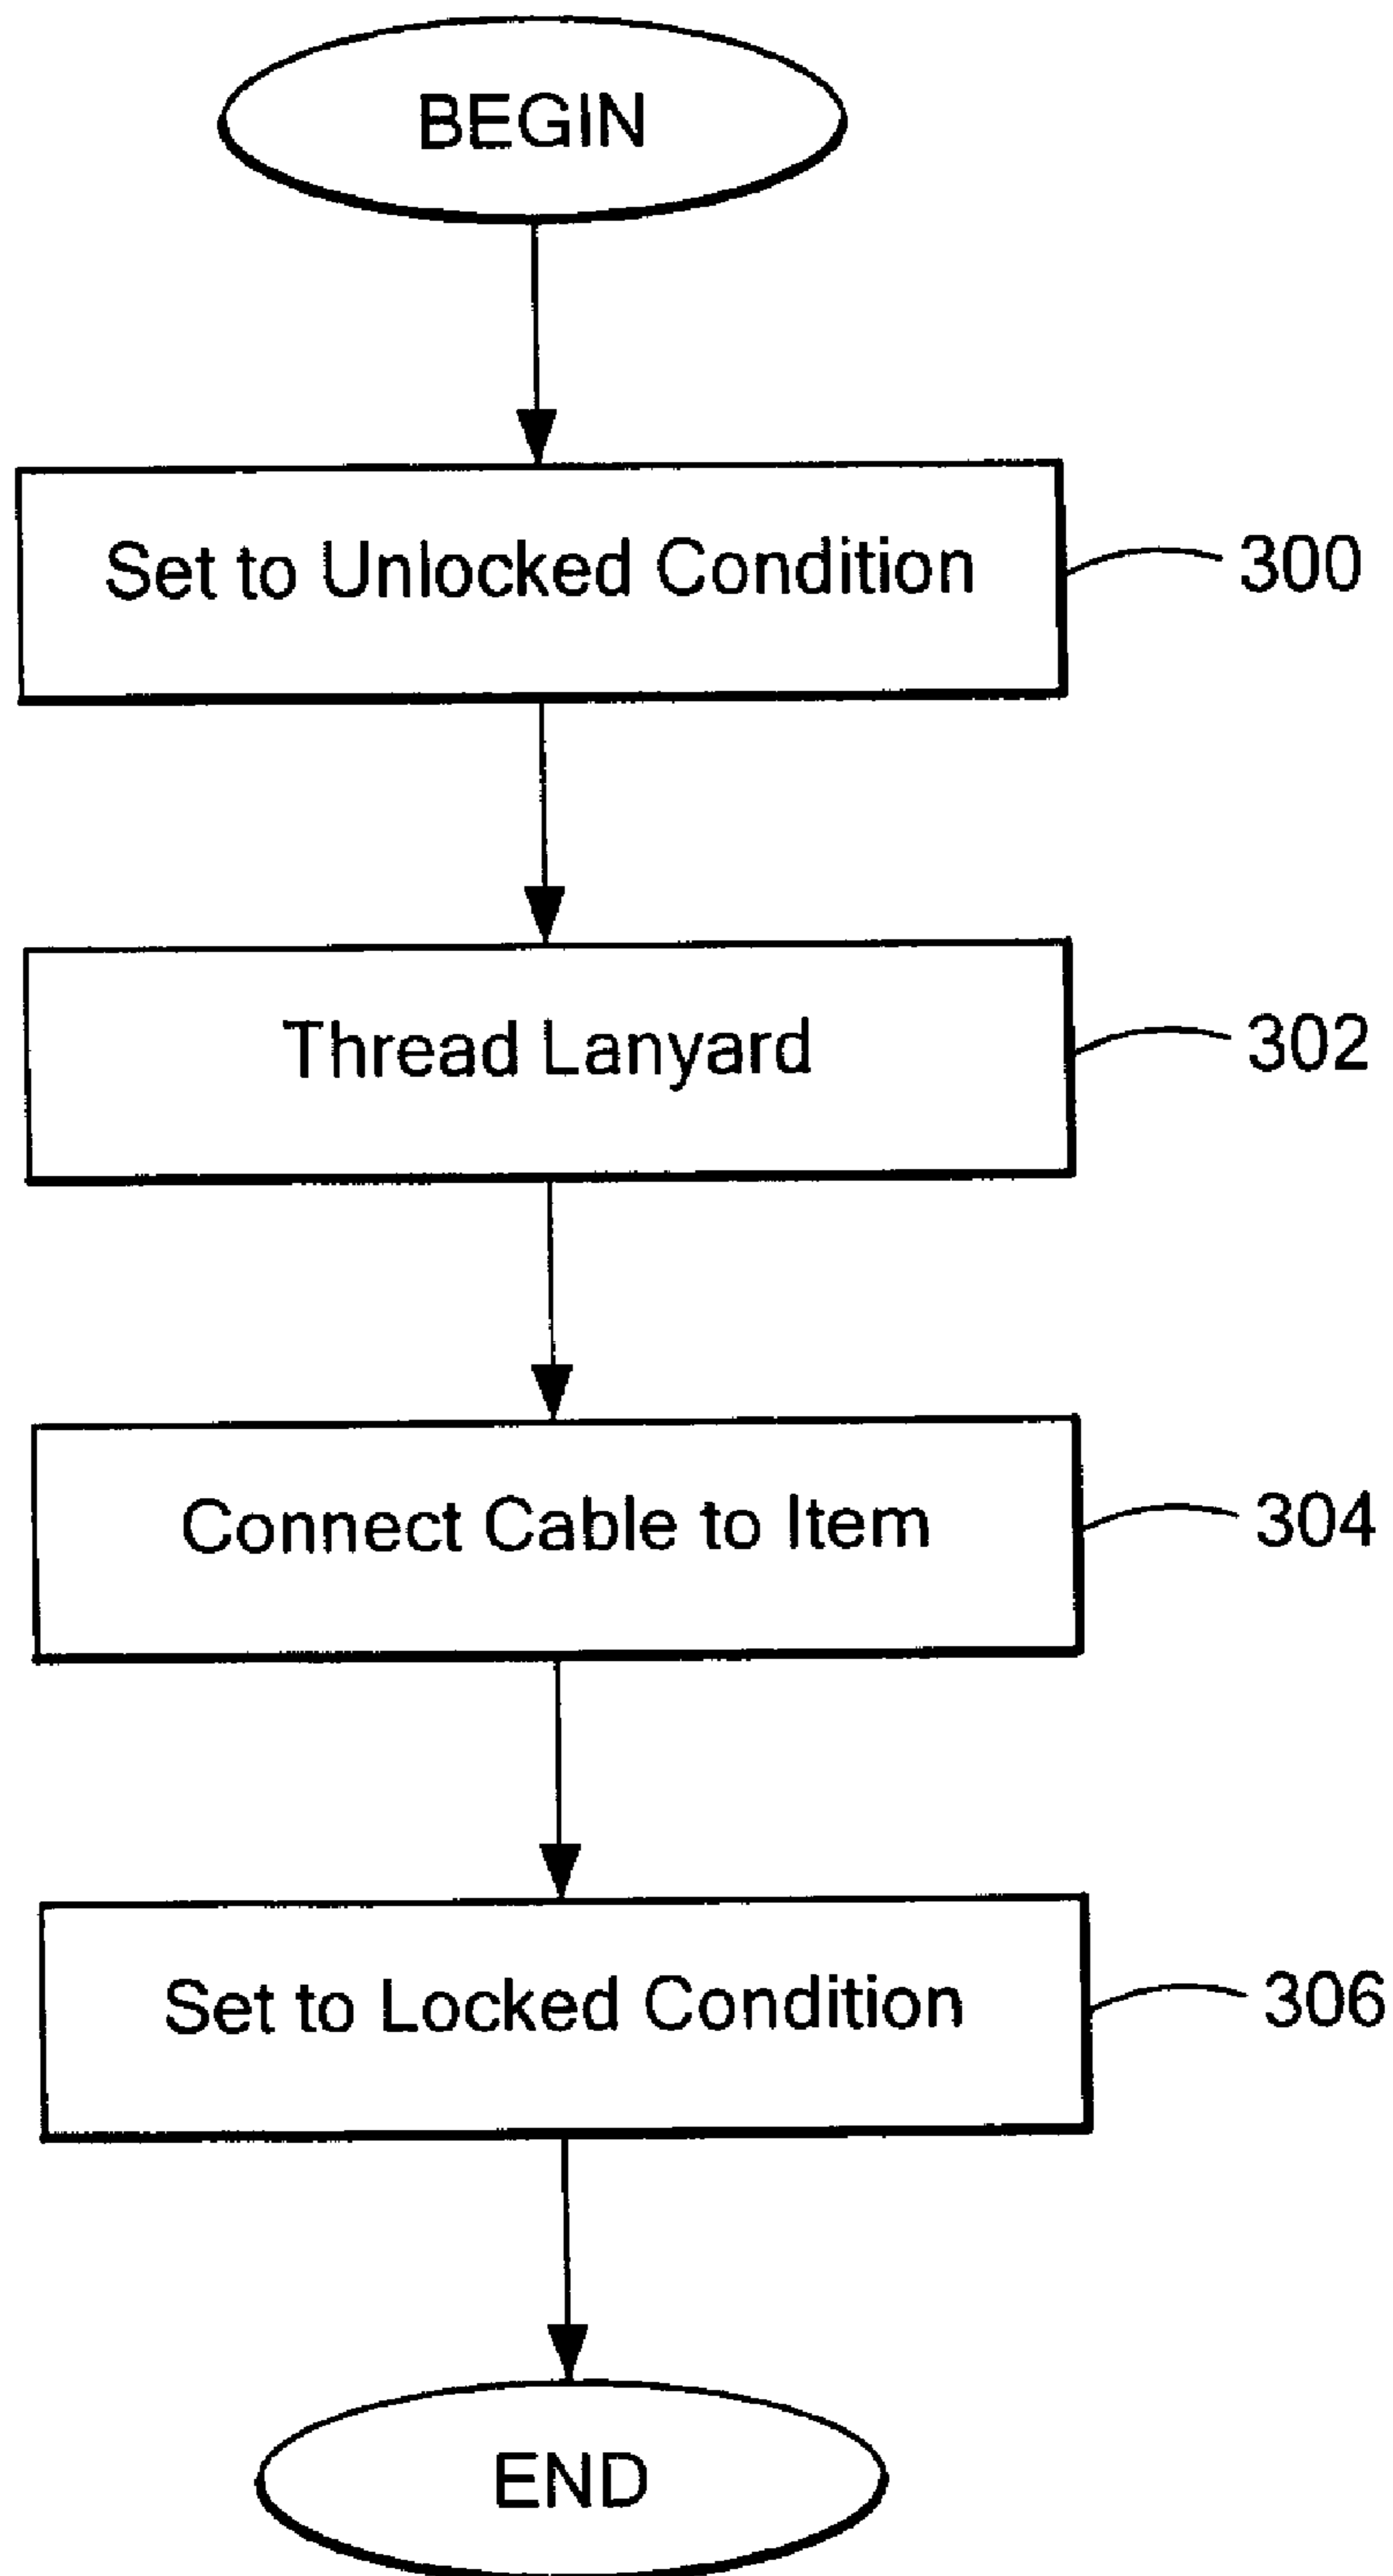 BEGIN
Set to Unlocked Condition
300
Thread Lanyard
302
Connect Cable to Item
304
Set to Locked Condition
306
END